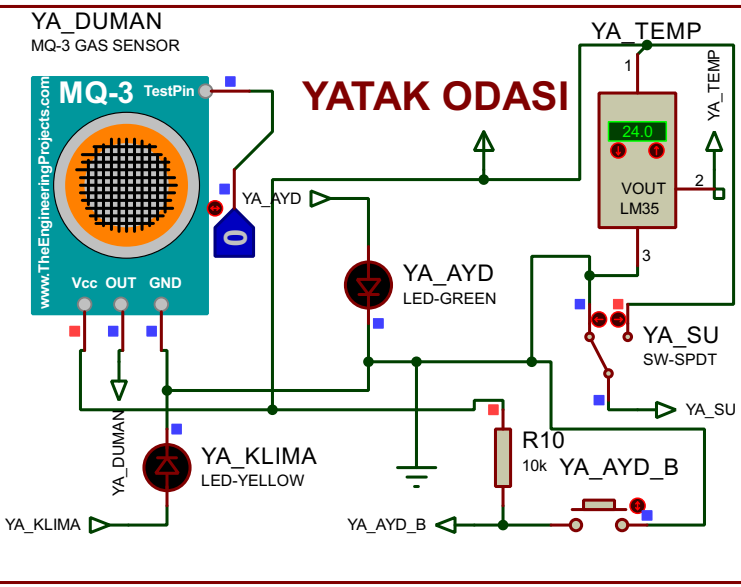 YA_DUMAN
MQ-3 GAS SENSOR
www.TheEngineeringProjects.com
MQ-3
TestPin
Vcc
OUT
GND
0
YATAK ODASI
YA_TEMP
1
24.0
VOUT
LM35
2
3
YA_TEMP
YA_AYD
YA_AYD
LED-GREEN
YA_SU
SW-SPDT
YA_SU
YA_DUMAN
YA_KLIMA
LED-YELLOW
YA_KLIMA
R10
10k
YA_AYD_B
YA_AYD_B